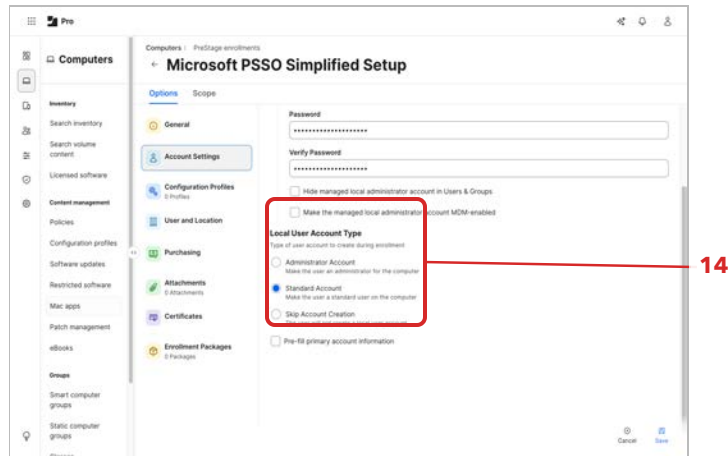 Pro
Computers
Inventory
Search inventory
Search volume
content
Licensed software
Content management
Policies
Configuration profiles
Software updates
Restricted software
Mac apps
Patch management
eBooks
Groups
Smart computer
groups
Static computer
groups
Computers : PreStage enrollments
← Microsoft PSSO Simplified Setup
Options Scope
General
Account Settings
Configuration Profiles
0 Profiles
User and Location
Purchasing
Attachments
0 Attachments
Certificates
Enrollment Packages
0 Packages
Password
••••••••••••••••••••
Verify Password
••••••••••••••••••••
Hide managed local administrator account in Users & Groups
Make the managed local administrator account MDM-enabled
Local User Account Type
Type of user account to create during enrollment
Administrator Account
Make the user an administrator for the computer
Standard Account
Make the user a standard user on the computer
Skip Account Creation
Pre-fill primary account information
Cancel Save
14